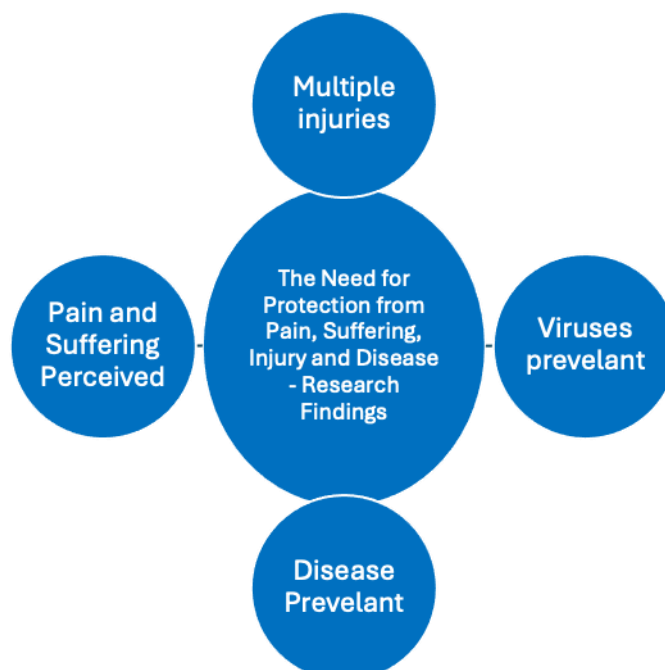 Multiple
injuries
Pain and
Suffering
Perceived
The Need for
Protection from
Pain, Suffering,
Injury and Disease
- Research
Findings
Viruses
prevelant
Disease
Prevelant